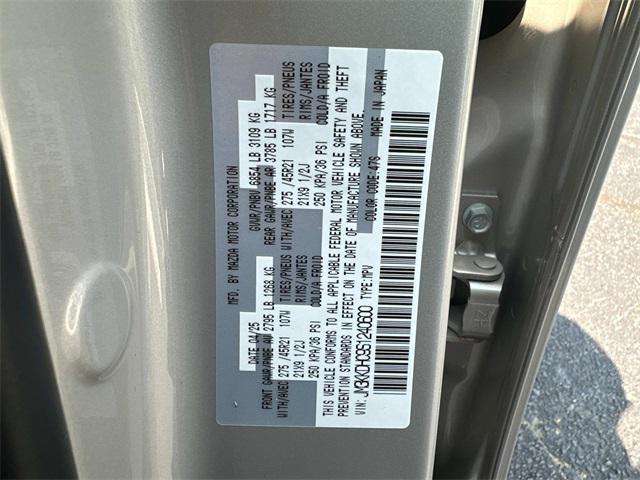 MFD. BY MAZDA MOTOR CORPORATION
DATE 04/25 GVWR/PNBV 6854 LB 3109 KG
FRONT GAWR/PNBE AV 2795 LB 1268 KG REAR GAWR/PNBE AR 3785 LB 1717 KG
WITH/AVEC 275 /45R21 107W TIRES/PNEUS WITH/AVEC 275 /45R21 107W TIRES/PNEUS
21X9 1/2J RIMS/JANTES 21X9 1/2J RIMS/JANTES
250 KPA/36 PSI COLD/A FROID 250 KPA/36 PSI COLD/A FROID
THIS VEHICLE CONFORMS TO ALL APPLICABLE FEDERAL MOTOR VEHICLE SAFETY AND THEFT
PREVENTION STANDARDS IN EFFECT ON THE DATE OF MANUFACTURE SHOWN ABOVE.
VIN: TYPE:MPV COLOR CODE:47S MADE IN JAPAN